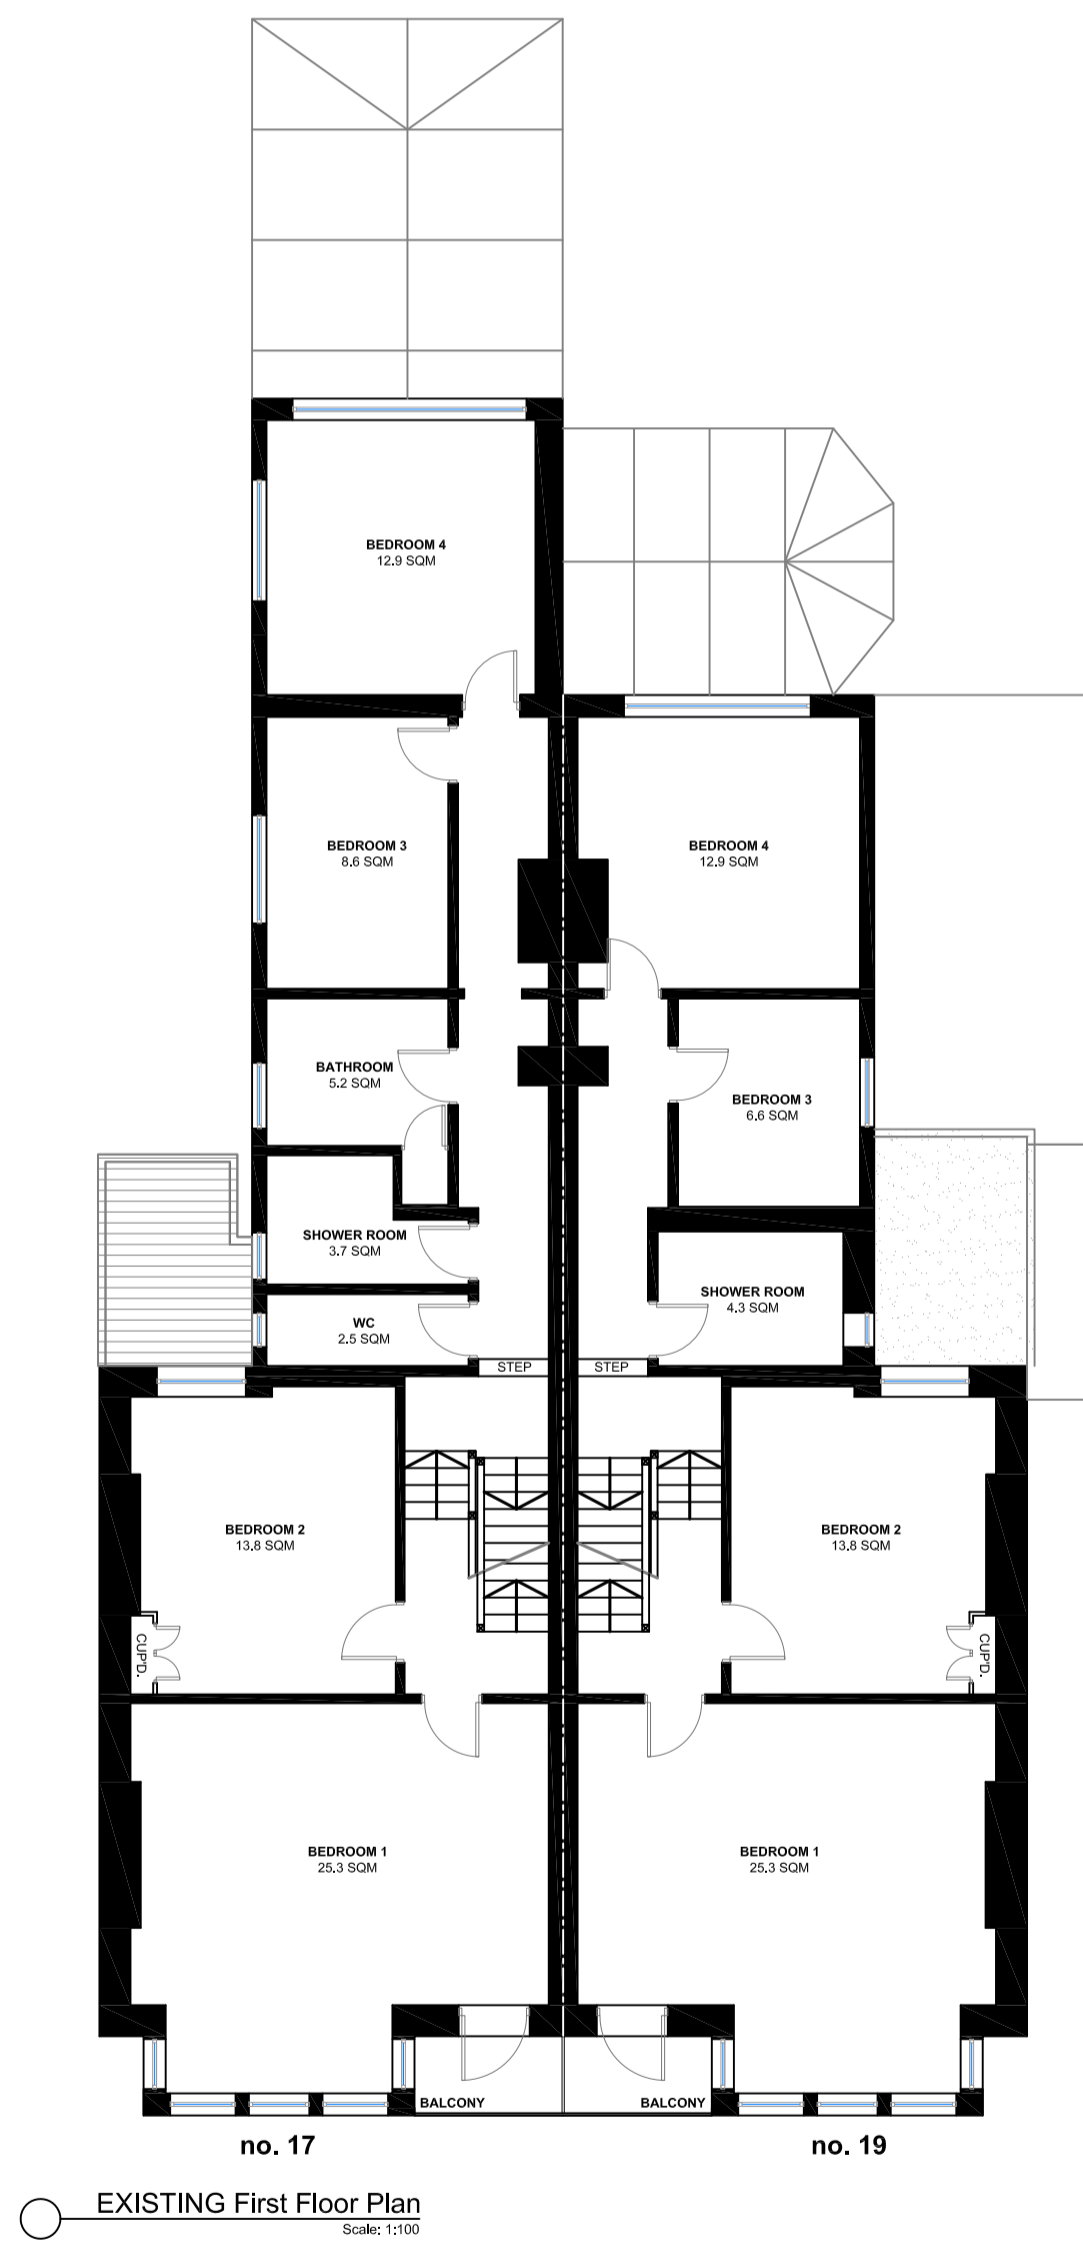 BEDROOM 4
12.9 SQM
BEDROOM 3
8.6 SQM
BEDROOM 4
12.9 SQM
BATHROOM
5.2 SQM
BEDROOM 3
6.6 SQM
SHOWER ROOM
3.7 SQM
SHOWER ROOM
4.3 SQM
WC
2.5 SQM
STEP
STEP
BEDROOM 2
13.8 SQM
BEDROOM 2
13.8 SQM
CUP'D.
CUP'D.
BEDROOM 1
25.3 SQM
BEDROOM 1
25.3 SQM
BALCONY
BALCONY
no. 17
no. 19
EXISTING First Floor Plan
Scale: 1:100